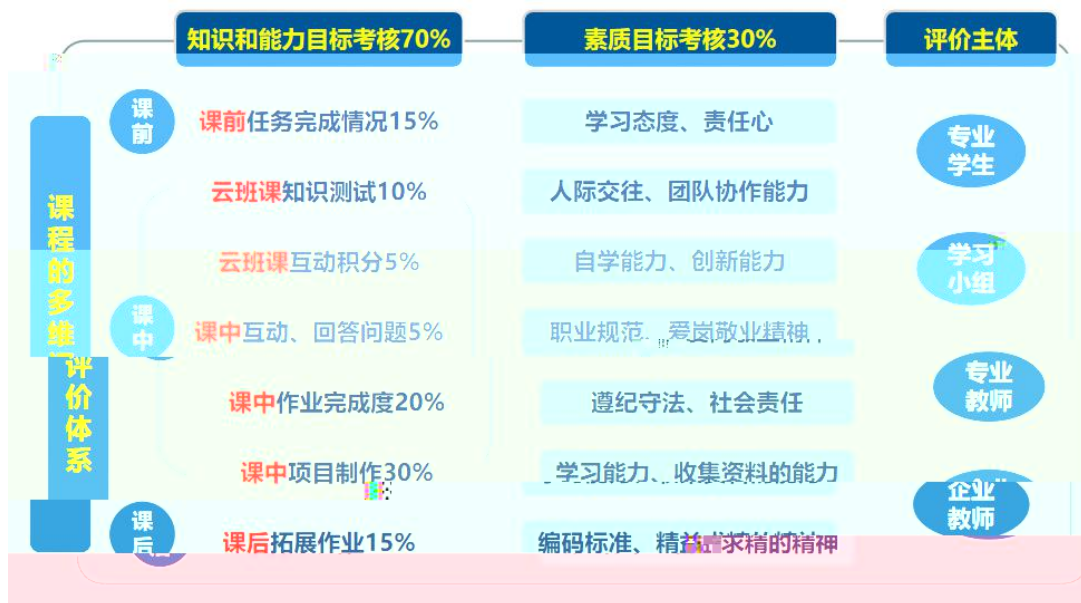 知识和能力目标考核70%
素质目标考核30%
评价主体
课程的多维
评价体系
课前
课前任务完成情况15%
学习态度、责任心
专业学生
云班课知识测试10%
人际交往、团队协作能力
云班课互动积分5%
自学能力、创新能力
学习小组
课中
课中互动、回答问题5%
职业规范、爱岗敬业精神
专业教师
课中作业完成度20%
遵纪守法、社会责任
课中项目制作30%
学习能力、收集资料的能力
企业教师
课后
课后拓展作业15%
编码标准、精益求精的精神